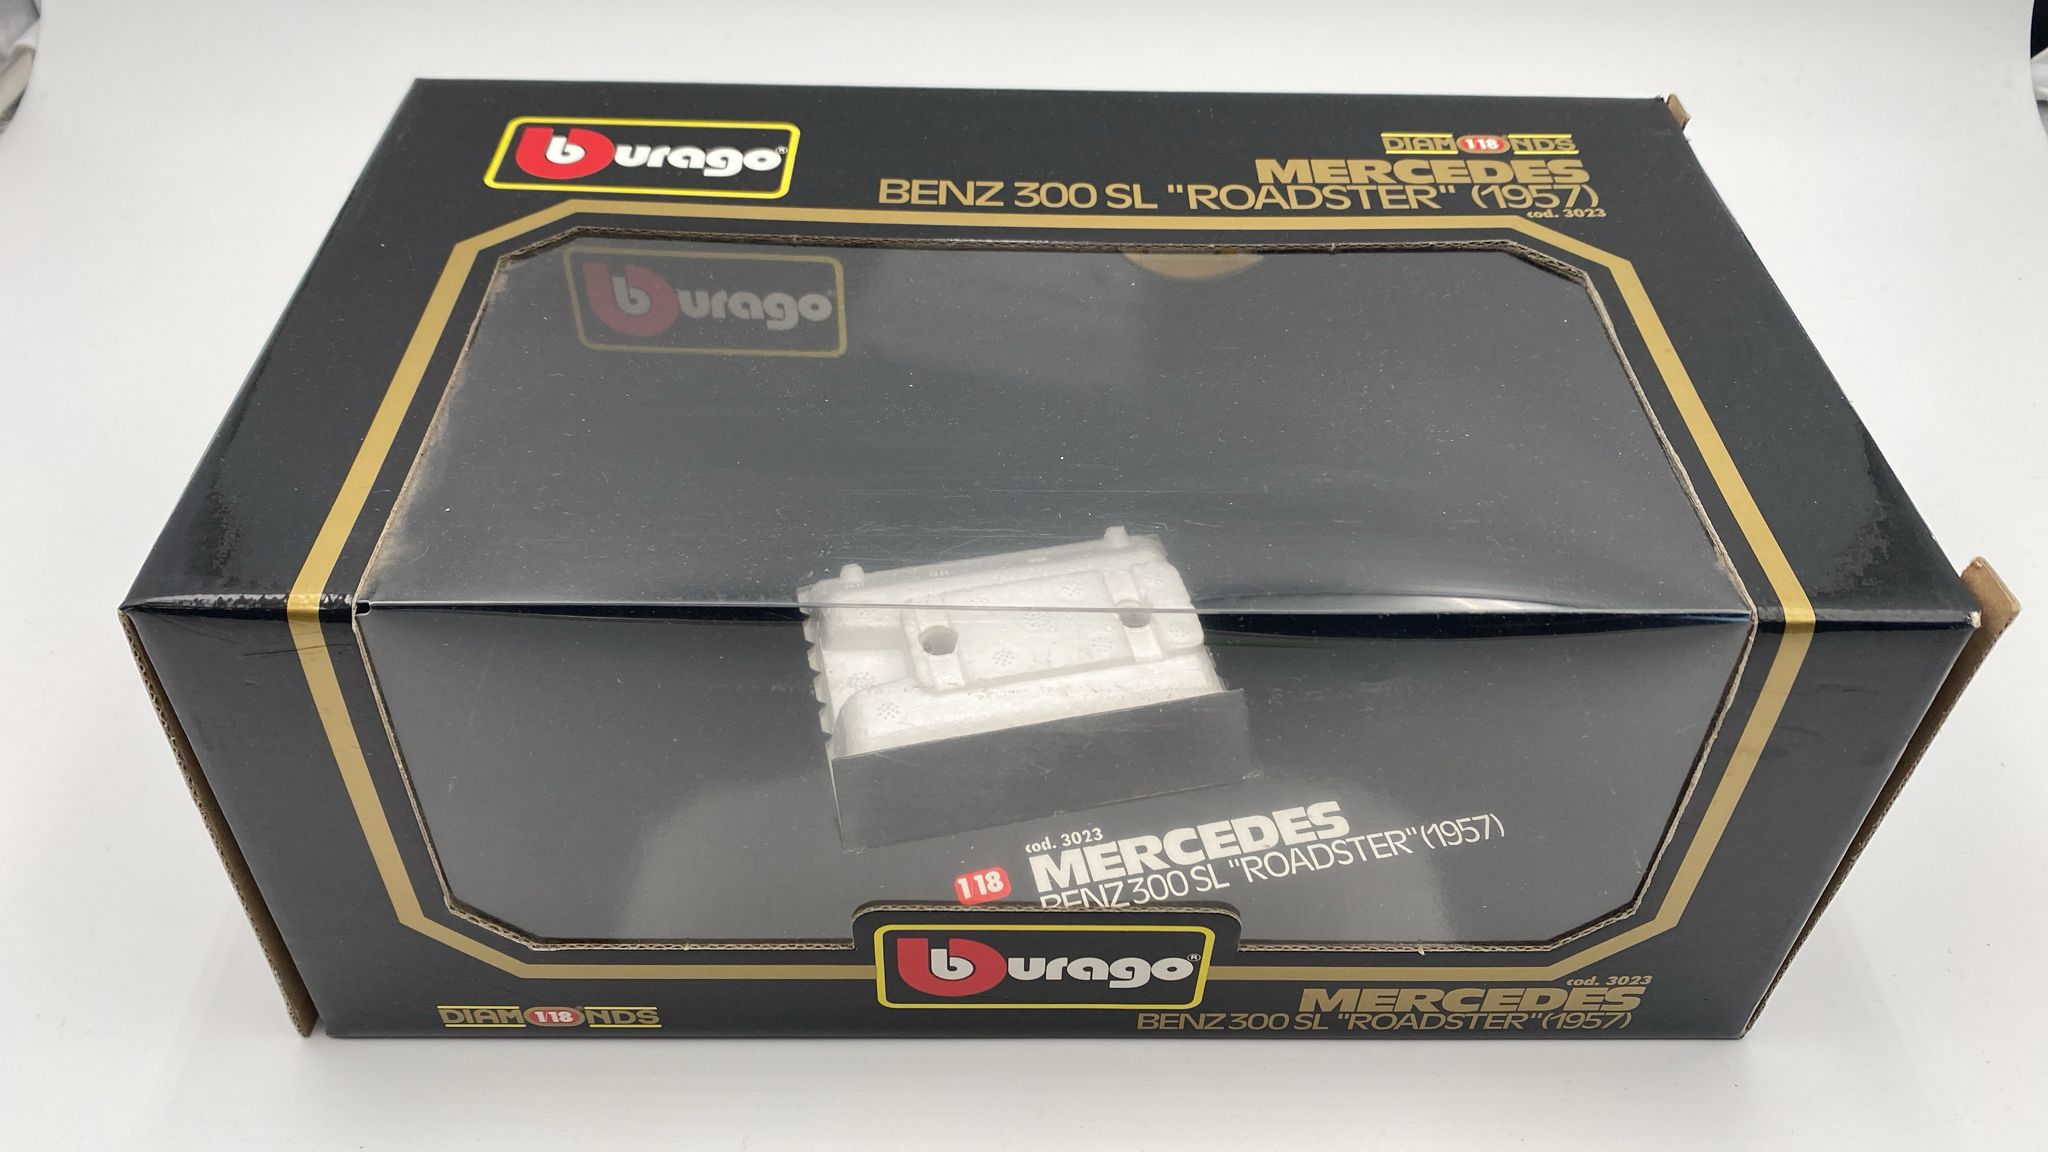 burago®
DIAM 1/18 NDS
MERCEDES
BENZ 300 SL "ROADSTER" (1957)
cod. 3023
burago
cod. 3023
MERCEDES
1/18
BENZ 300 SL "ROADSTER" (1957)
burago®
DIAM 1/18 NDS
cod. 3023
MERCEDES
BENZ 300 SL "ROADSTER" (1957)